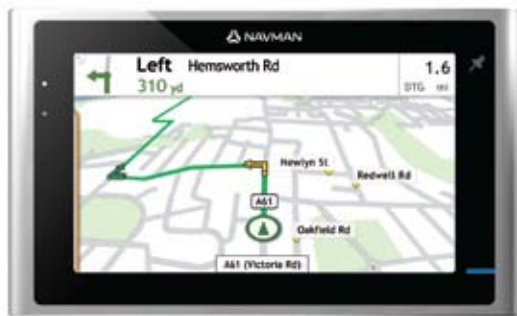 NAVMAN
Left Hemsworth Rd
310 yd
1.6
DTG mi
Newlyn St
Redwell Rd
A61
Oakfield Rd
A61 (Victoria Rd)